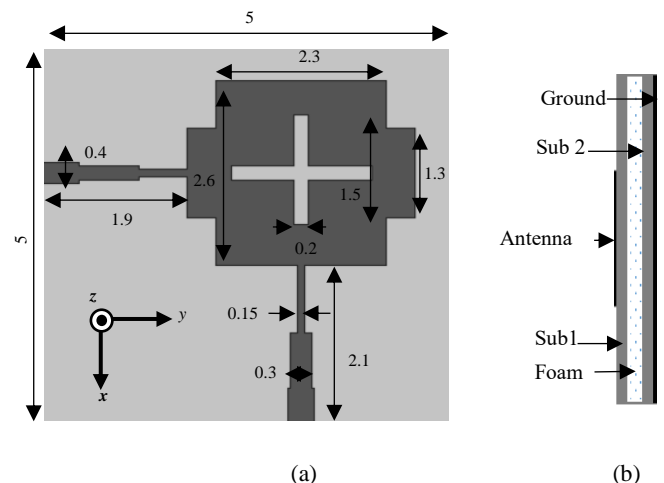 5
2.3
0.4
2.6
1.5
1.3
1.9
0.2
5
z
y
x
0.15
0.3
2.1
(a)
Ground
Sub 2
Antenna
Sub1
Foam
(b)